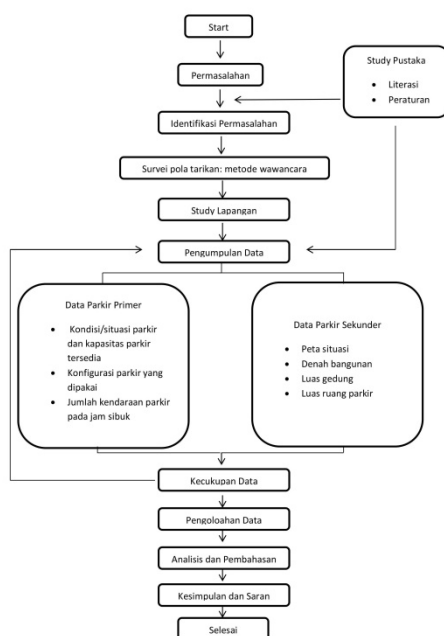 Start
Permasalahan
Study Pustaka
• Literasi
• Peraturan
Identifikasi Permasalahan
Survei pola tarikan: metode wawancara
Study Lapangan
Pengumpulan Data
Data Parkir Primer
• Kondisi/situasi parkir
dan kapasitas parkir
tersedia
• Konfigurasi parkir yang
dipakai
• Jumlah kendaraan parkir
pada jam sibuk
Data Parkir Sekunder
• Peta situasi
• Denah bangunan
• Luas gedung
• Luas ruang parkir
Kecukupan Data
Pengoloahan Data
Analisis dan Pembahasan
Kesimpulan dan Saran
Selesai